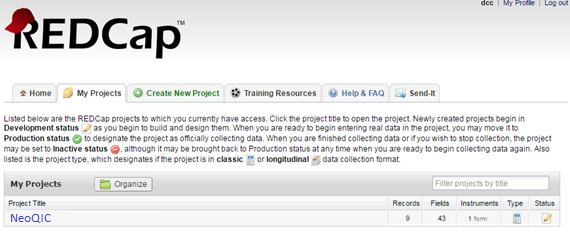 dcc | My Profile | Log out
REDCap™
Home
My Projects
Create New Project
Training Resources
Help & FAQ
Send-It
Listed below are the REDCap projects to which you currently have access. Click the project title to open the project. Newly created projects begin in
Development status as you begin to build and design them. When you are ready to begin entering real data in the project, you may move it to
Production status to designate the project as officially collecting data. When you are finished collecting data or if you wish to stop collection, the project
may be set to Inactive status , although it may be brought back to Production status at any time when you are ready to begin collecting data again. Also
listed is the project type, which designates if the project is in classic or longitudinal data collection format.
My Projects
Organize
Filter projects by title
Project Title Records Fields Instruments Type Status
NeoQIC 9 43 1 form